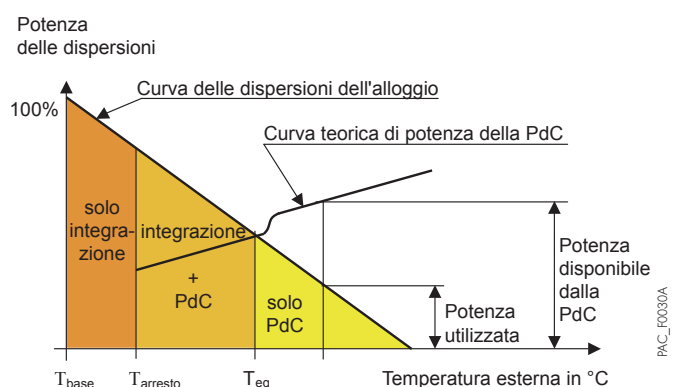 Potenza
delle dispersioni
100%
Curva delle dispersioni dell'alloggio
Curva teorica di potenza della PdC
solo
integra-
zione
integrazione
+
PdC
solo
PdC
Potenza
utilizzata
Potenza
disponibile
dalla
PdC
PAC_F0030A
Tbase
Tarresto
Teq
Temperatura esterna in °C